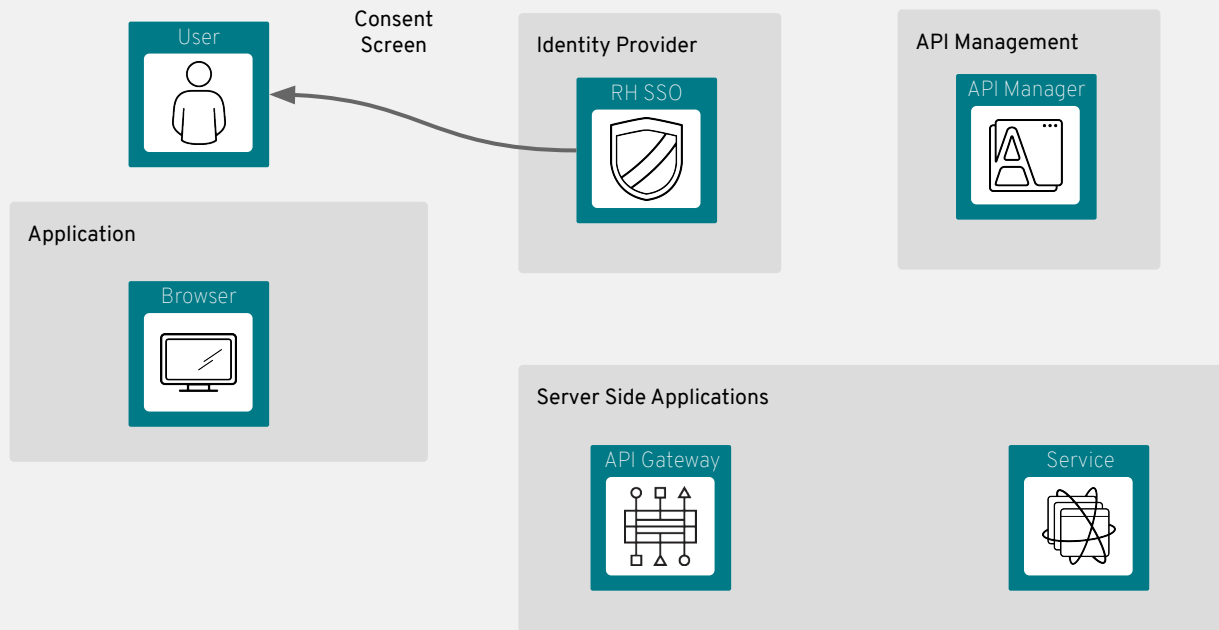 User
Consent
Screen
Identity Provider
RH SSO
API Management
API Manager
Application
Browser
Server Side Applications
API Gateway
Service